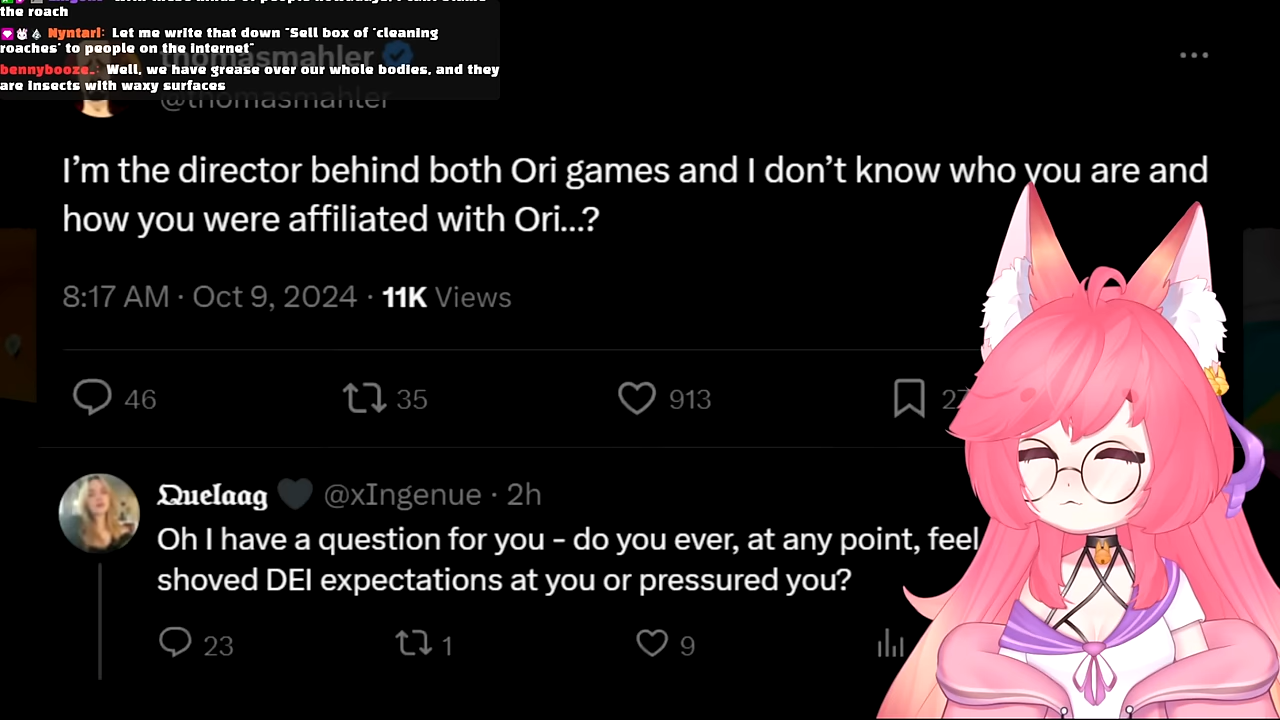 the roach
Nyntarl: Let me write that down "Sell box of 'cleaning
roaches' to people on the internet"
thomasmahler
bennybooze_: Well, we have grease over our whole bodies, and they
are insects with waxy surfaces
@thomasmahler
I’m the director behind both Ori games and I don’t know who you are and
how you were affiliated with Ori...?
8:17 AM · Oct 9, 2024 · 11K Views
46 35 913
Quelaag @xIngenue · 2h
Oh I have a question for you - do you ever, at any point, feel
shoved DEI expectations at you or pressured you?
23 1 9